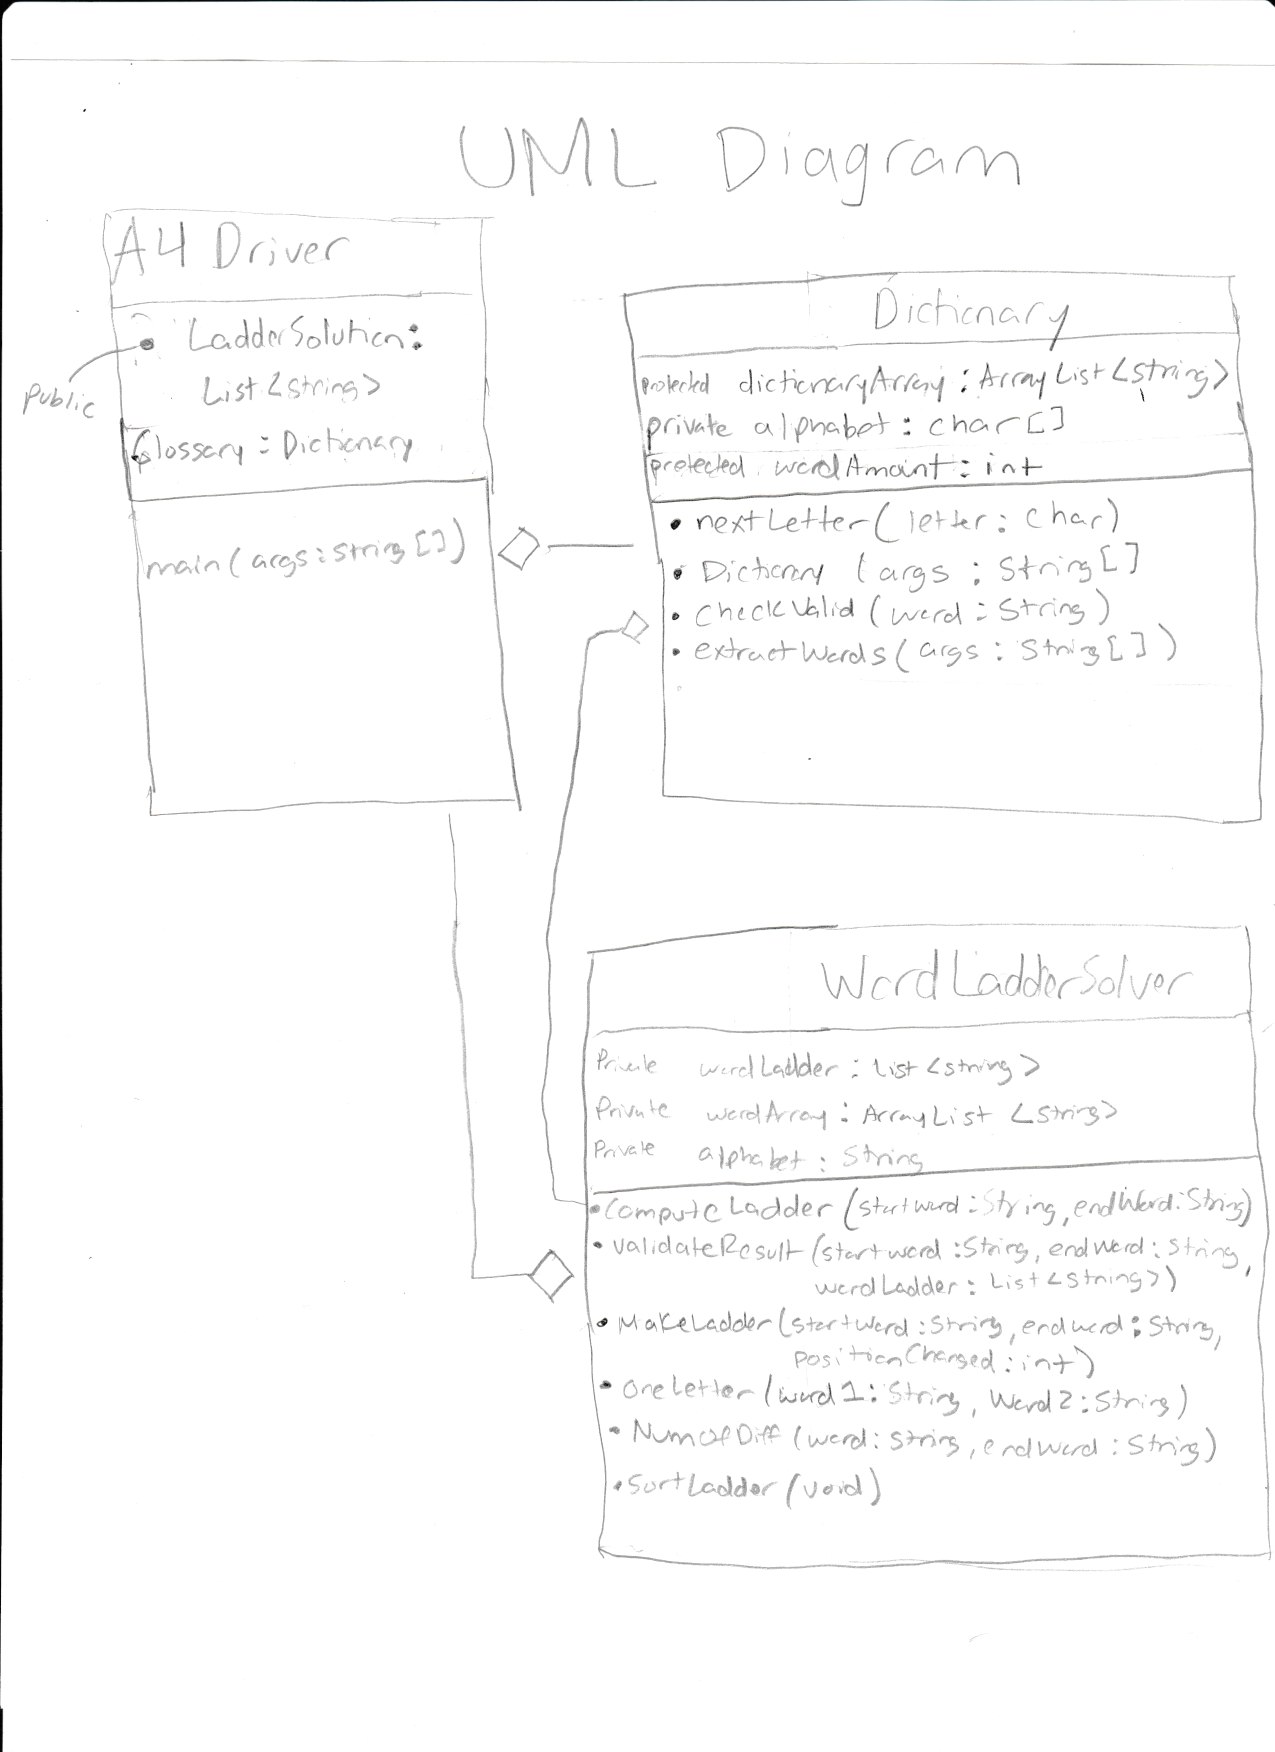 UML Diagram
A4 Driver
LadderSolution:
List<String>
public
Glossary: Dictionary
main(args: String[])
Dictionary
protected dictionaryArray: ArrayList<String>
private alphabet: char[]
protected wordAmount: int
• nextLetter(letter: char)
• Dictionary (args: String[]
• checkValid(word: String)
• extractWords(args: String[])
WordLadderSolver
Private wordLadder: List<String>
Private wordArray: ArrayList <String>
Private alphabet: String
• ComputeLadder(startword: String, endWord: String)
• validateResult(startword: String, endword: String,
wordLadder: List<String>)
• MakeLadder(startword: String, endword: String,
positionChanged: int)
• oneLetter(word1: String, Word2: String)
• NumOfDiff(word: String, endword: String)
• SortLadder(void)